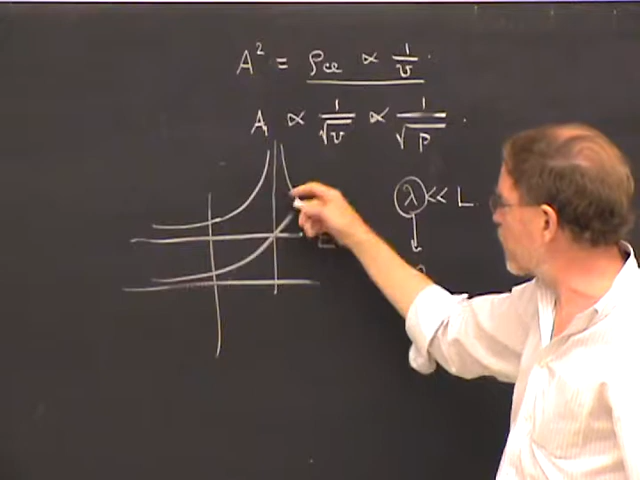 A² = ρcl ∝ 1/v.
A ∝ 1/√v ∝ 1/√p.
λ << L.
E